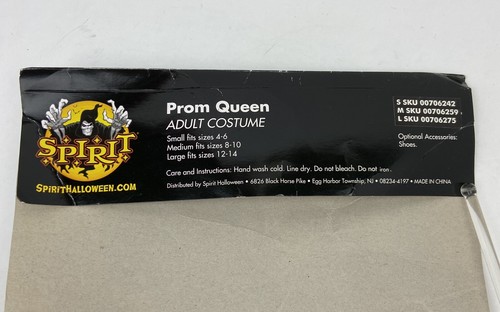 SPIRIT
SPIRITHALLOWEEN.COM
Prom Queen
ADULT COSTUME
Small fits sizes 4-6
Medium fits sizes 8-10
Large fits sizes 12-14
Care and Instructions: Hand wash cold. Line dry. Do not bleach. Do not iron.
Distributed by Spirit Halloween • 6826 Black Horse Pike • Egg Harbor Township, NJ • 08234-4197 • MADE IN CHINA
S SKU 00706242
M SKU 00706259
L SKU 00706275
Optional Accessories:
Shoes.